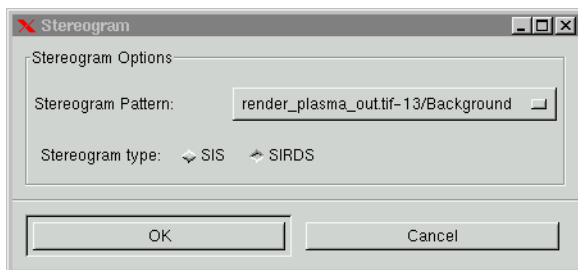 Stereogram
Stereogram Options
Stereogram Pattern: render_plasma_out.tif-13/Background
Stereogram type: SIS SIRDS
OK Cancel